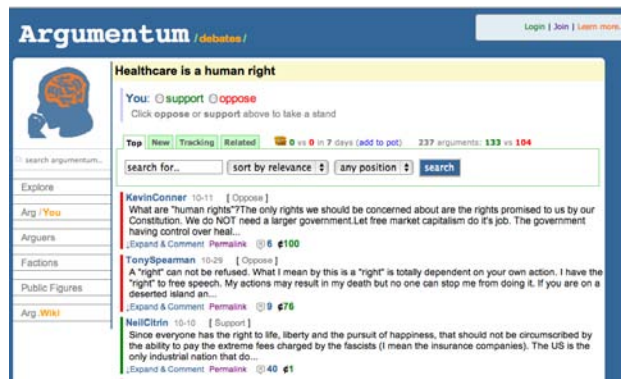 Argumentum /debates/
Login | Join | Learn more.
Healthcare is a human right
You: support oppose
Click oppose or support above to take a stand
Top New Tracking Related 0 vs 0 in 7 days (add to pot) 237 arguments: 133 vs 104
search argumentum...
search for.. sort by relevance any position search
Explore
Arg / You
Arguers
Factions
Public Figures
Arg.Wiki
KevinConner 10-11 [ Oppose ]
What are "human rights"?The only rights we should be concerned about are the rights promised to us by our
Constitution. We do NOT need a larger government.Let free market capitalism do it's job. The government
having control over heal...
↓Expand & Comment Permalink 6 ¢100
TonySpearman 10-29 [ Oppose ]
A "right" can not be refused. What I mean by this is a "right" is totally dependent on your own action. I have the
"right" to free speech. My actions may result in my death but no one can stop me from doing it. If you are on a
deserted island an...
↓Expand & Comment Permalink 9 ¢76
NeilCitrin 10-10 [ Support ]
Since everyone has the right to life, liberty and the pursuit of happiness, that should not be circumscribed by
the ability to pay the extreme fees charged by the fascists (I mean the insurance companies). The US is the
only industrial nation that do...
↓Expand & Comment Permalink 40 ¢1